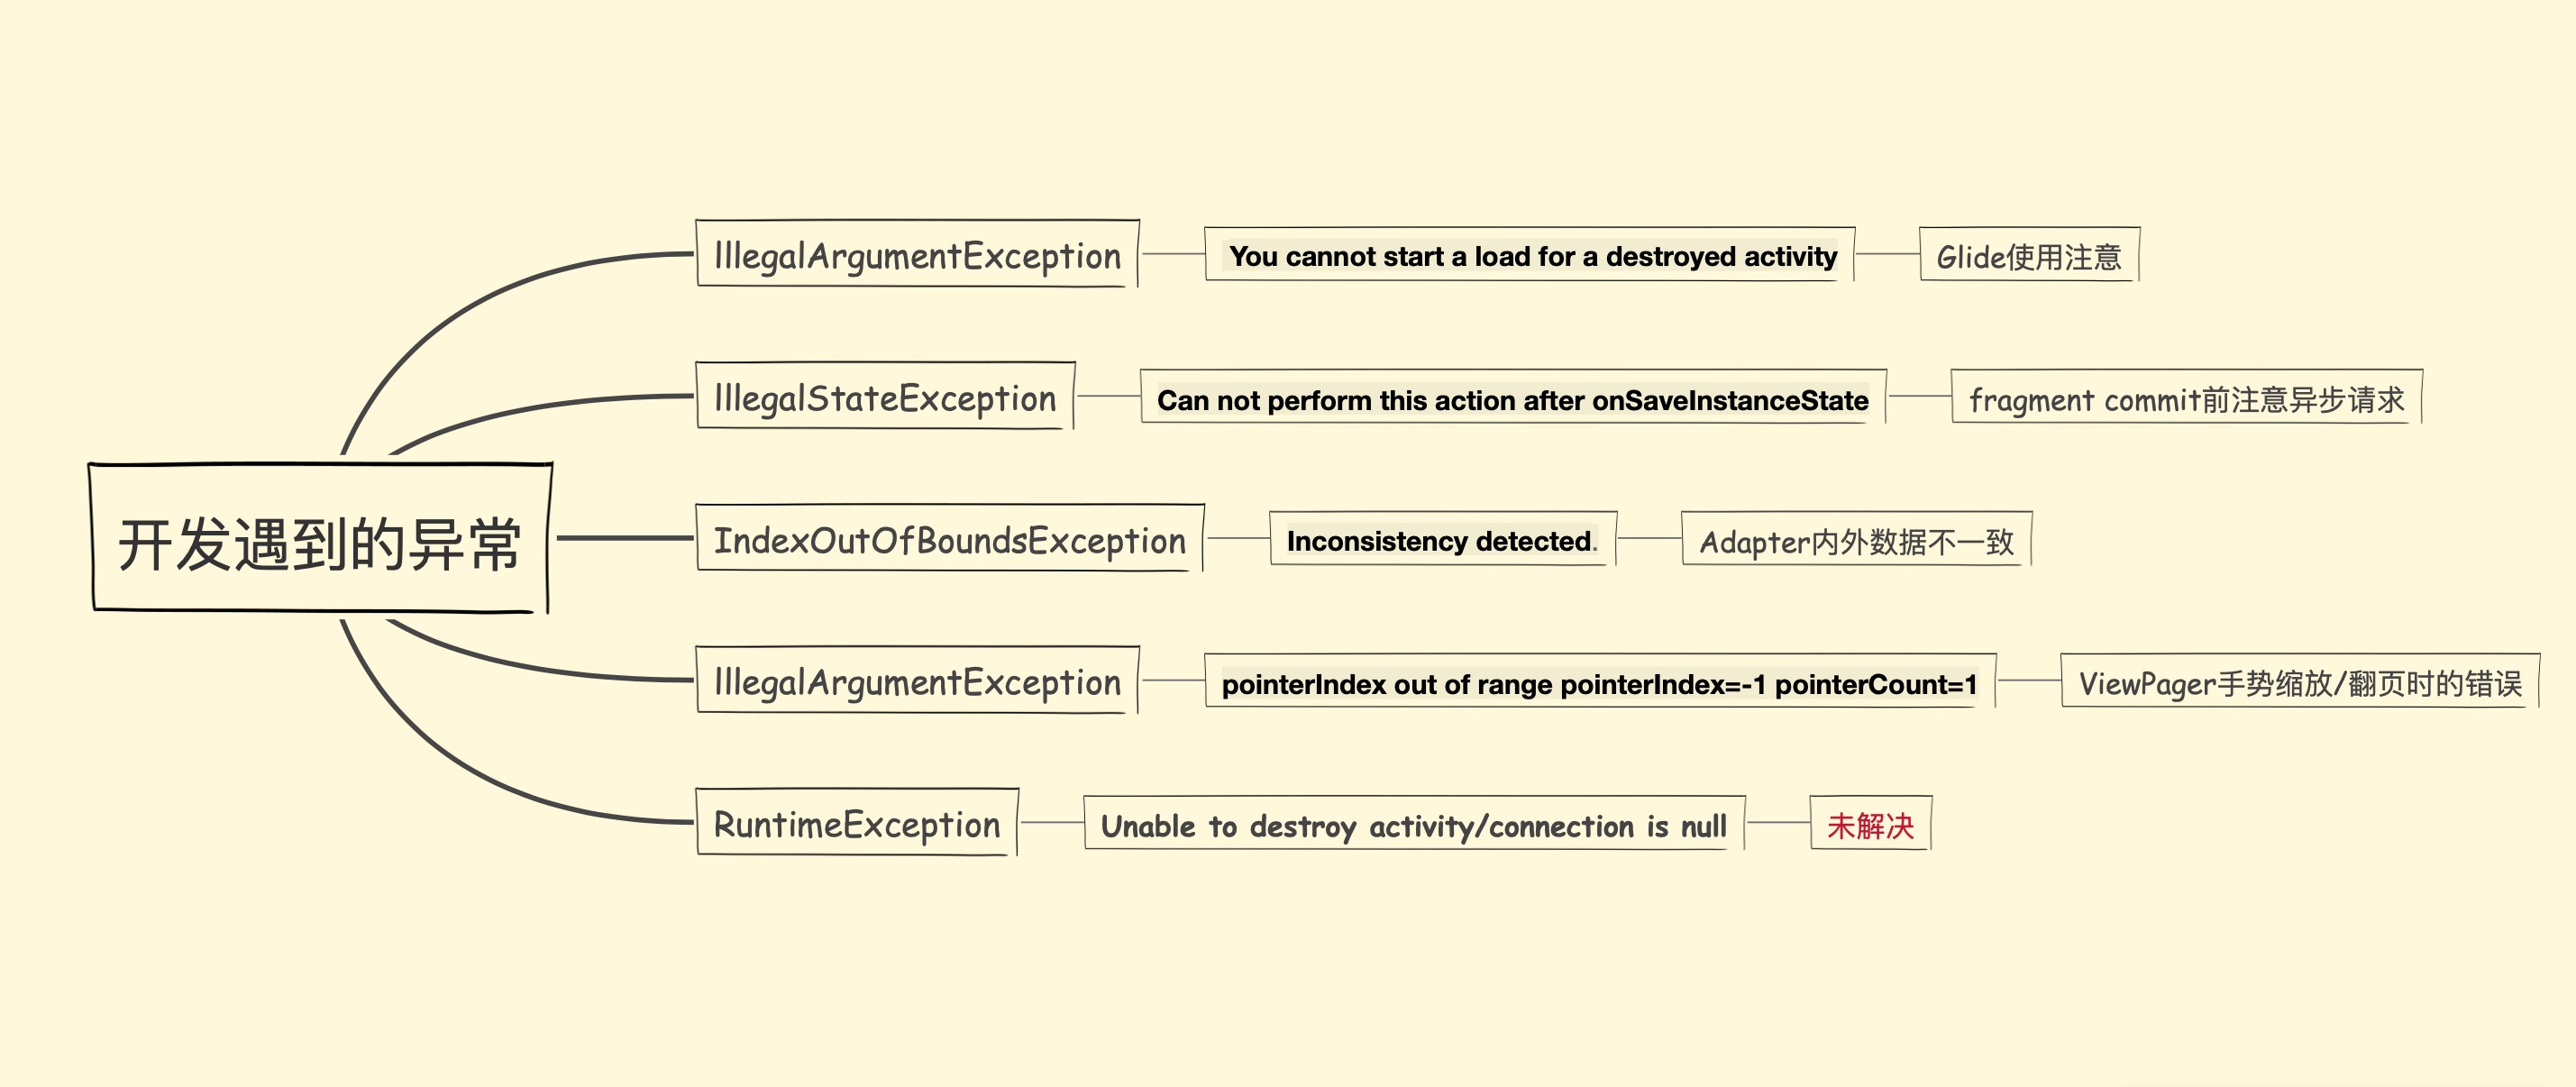 IllegalArgumentException
You cannot start a load for a destroyed activity
Glide使用注意
IllegalStateException
Can not perform this action after onSaveInstanceState
fragment commit前注意异步请求
开发遇到的异常
IndexOutOfBoundsException
Inconsistency detected.
Adapter内外数据不一致
IllegalArgumentException
pointerIndex out of range pointerIndex=-1 pointerCount=1
ViewPager手势缩放/翻页时的错误
RuntimeException
Unable to destroy activity/connection is null
未解决